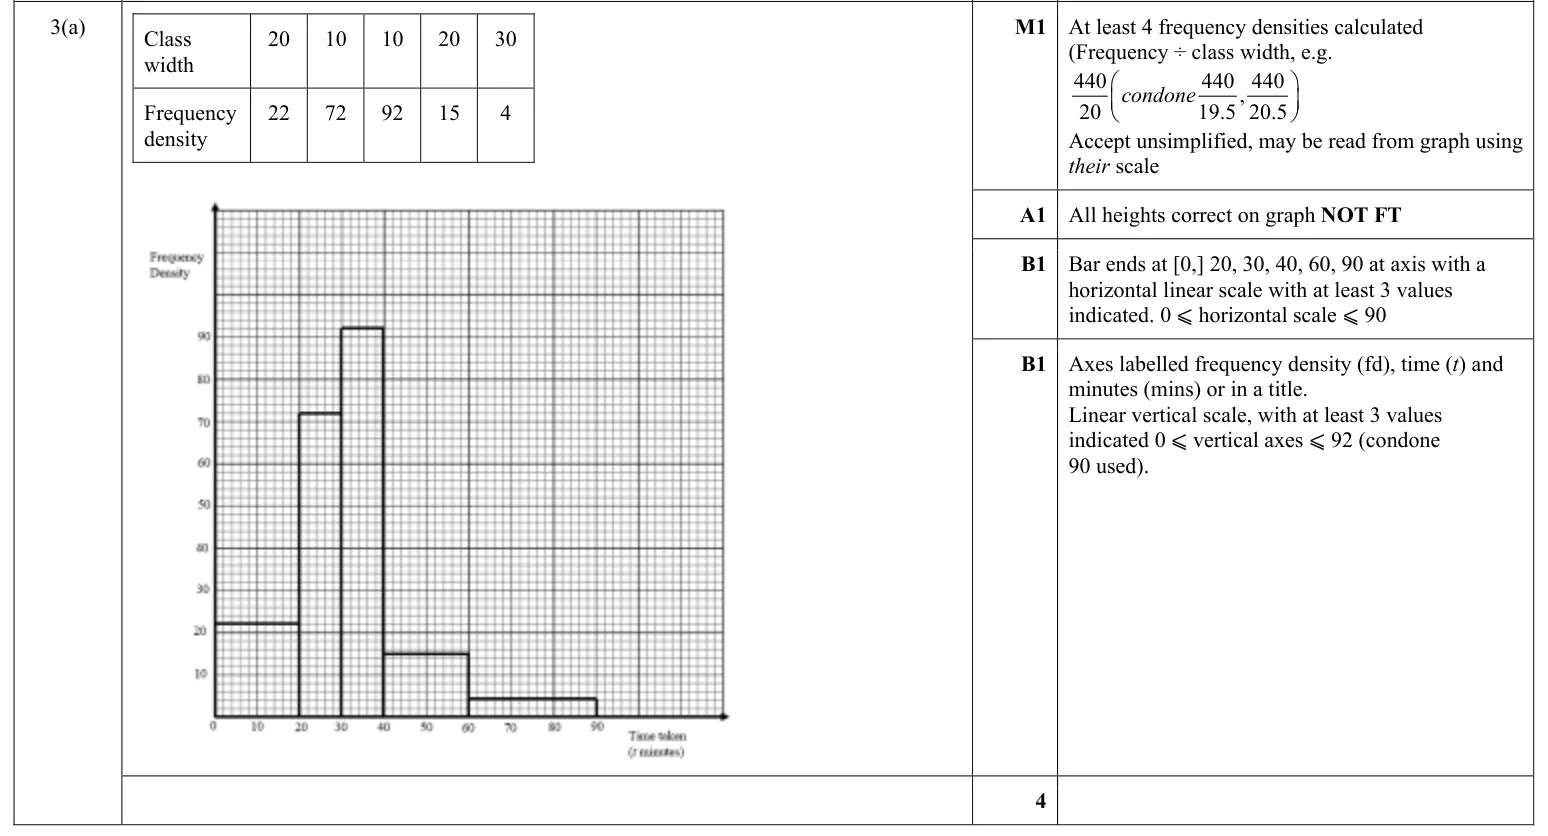 3(a)
Class
width
20 10 10 20 30
Frequency
density
22 72 92 15 4
Frequency
Density
90
80
70
60
50
40
30
20
10
0 10 20 30 40 50 60 70 80 90
Time taken
(t minutes)
M1 At least 4 frequency densities calculated
(Frequency ÷ class width, e.g.
440/20 (condone 440/19.5, 440/20.5)
Accept unsimplified, may be read from graph using
their scale
A1 All heights correct on graph NOT FT
B1 Bar ends at [0,] 20, 30, 40, 60, 90 at axis with a
horizontal linear scale with at least 3 values
indicated. 0 ⩽ horizontal scale ⩽ 90
B1 Axes labelled frequency density (fd), time (t) and
minutes (mins) or in a title.
Linear vertical scale, with at least 3 values
indicated 0 ⩽ vertical axes ⩽ 92 (condone
90 used).
4